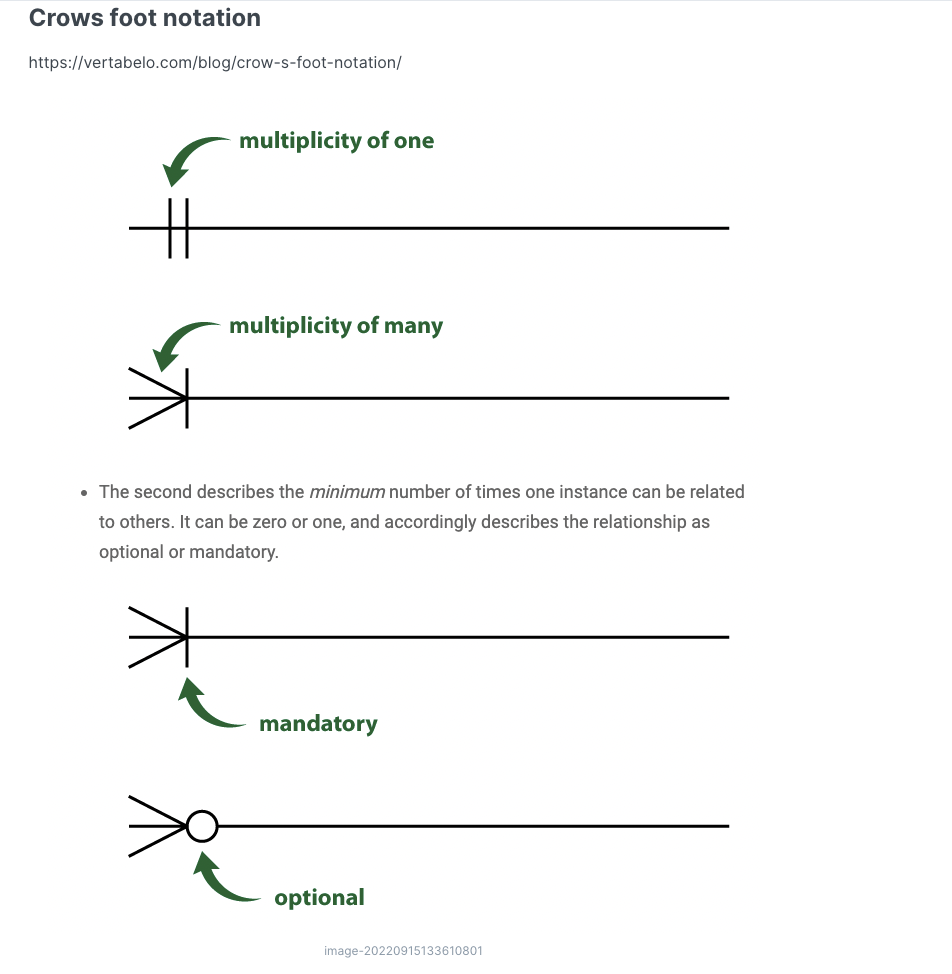 Crows foot notation
https://vertabelo.com/blog/crow-s-foot-notation/
multiplicity of one
multiplicity of many
• The second describes the minimum number of times one instance can be related
to others. It can be zero or one, and accordingly describes the relationship as
optional or mandatory.
mandatory
optional
image-20220915133610801